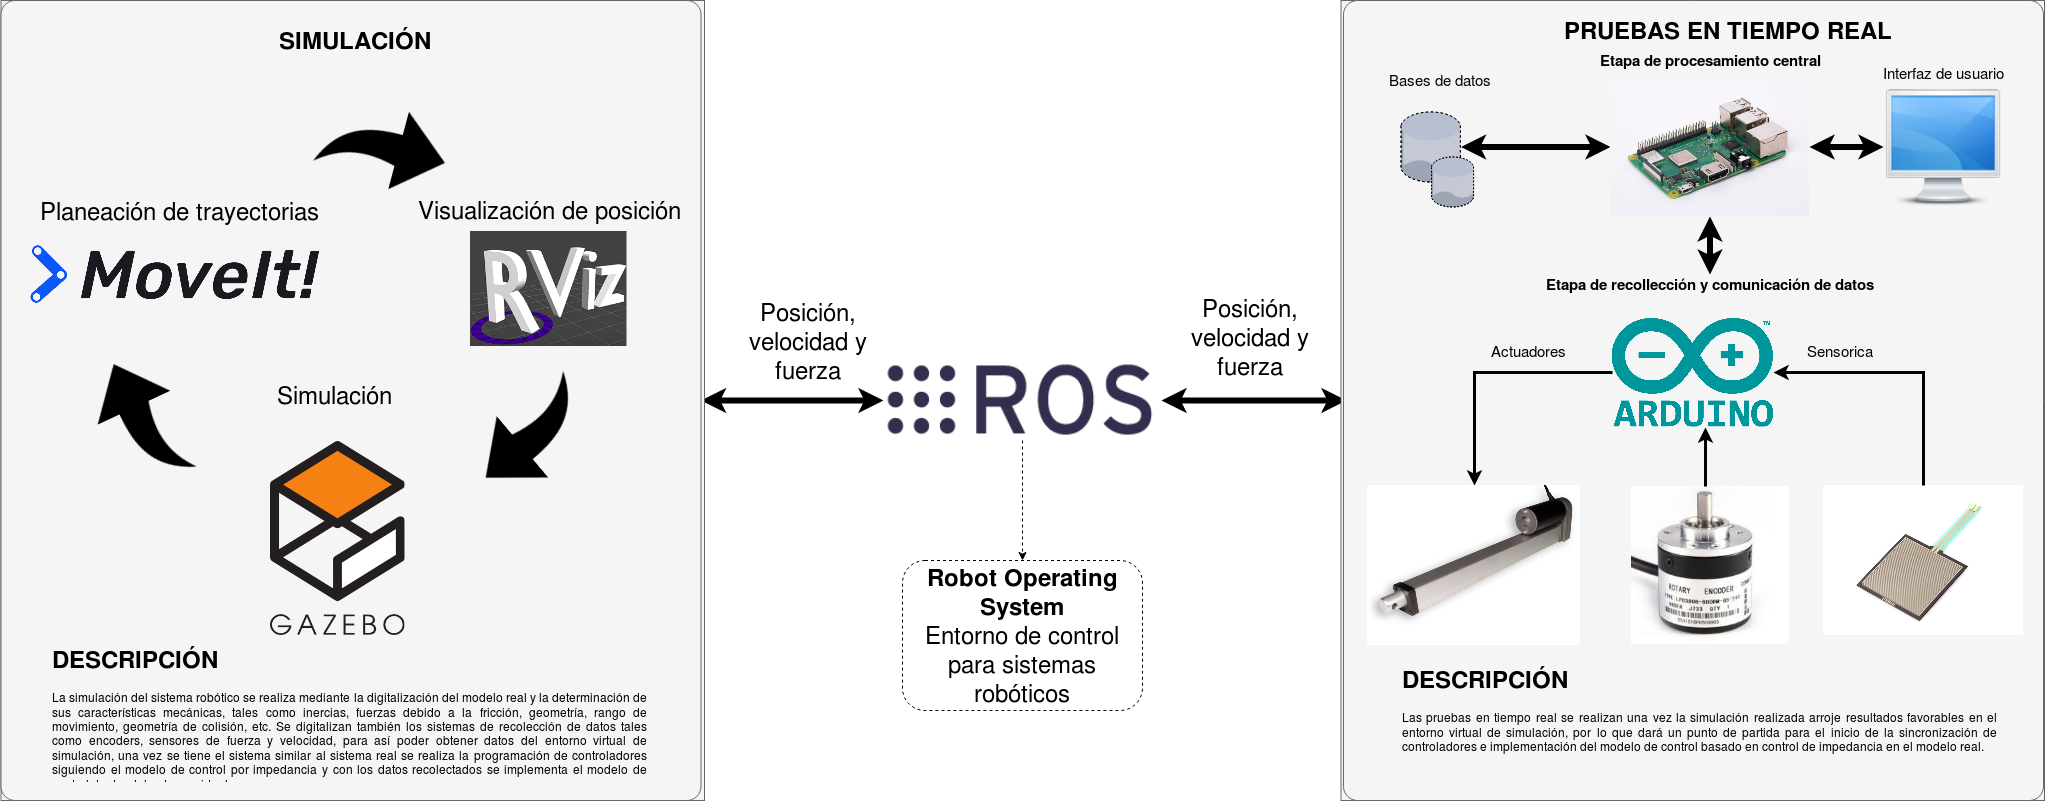 SIMULACIÓN
Planeación de trayectorias
Visualización de posición
MoveIt!
RViz
Simulación
GAZEBO
DESCRIPCIÓN
La simulación del sistema robótico se realiza mediante la digitalización del modelo real y la determinación de
sus características mecánicas, tales como inercias, fuerzas debido a la fricción, geometría, rango de
movimiento, geometría de colisión, etc. Se digitalizan también los sistemas de recolección de datos tales
como encoders, sensores de fuerza y velocidad, para así poder obtener datos del entorno virtual de
simulación, una vez se tiene el sistema similar al sistema real se realiza la programación de controladores
siguiendo el modelo de control por impedancia y con los datos recolectados se implementa el modelo de
Posición,
velocidad y
fuerza
ROS
Posición,
velocidad y
fuerza
Robot Operating
System
Entorno de control
para sistemas
robóticos
PRUEBAS EN TIEMPO REAL
Etapa de procesamiento central
Bases de datos
Interfaz de usuario
Etapa de recollección y comunicación de datos
Actuadores
Sensorica
ARDUINO
TM
ROTARY ENCODER
DESCRIPCIÓN
Las pruebas en tiempo real se realizan una vez la simulación realizada arroje resultados favorables en el
entorno virtual de simulación, por lo que dará un punto de partida para el inicio de la sincronización de
controladores e implementación del modelo de control basado en control de impedancia en el modelo real.